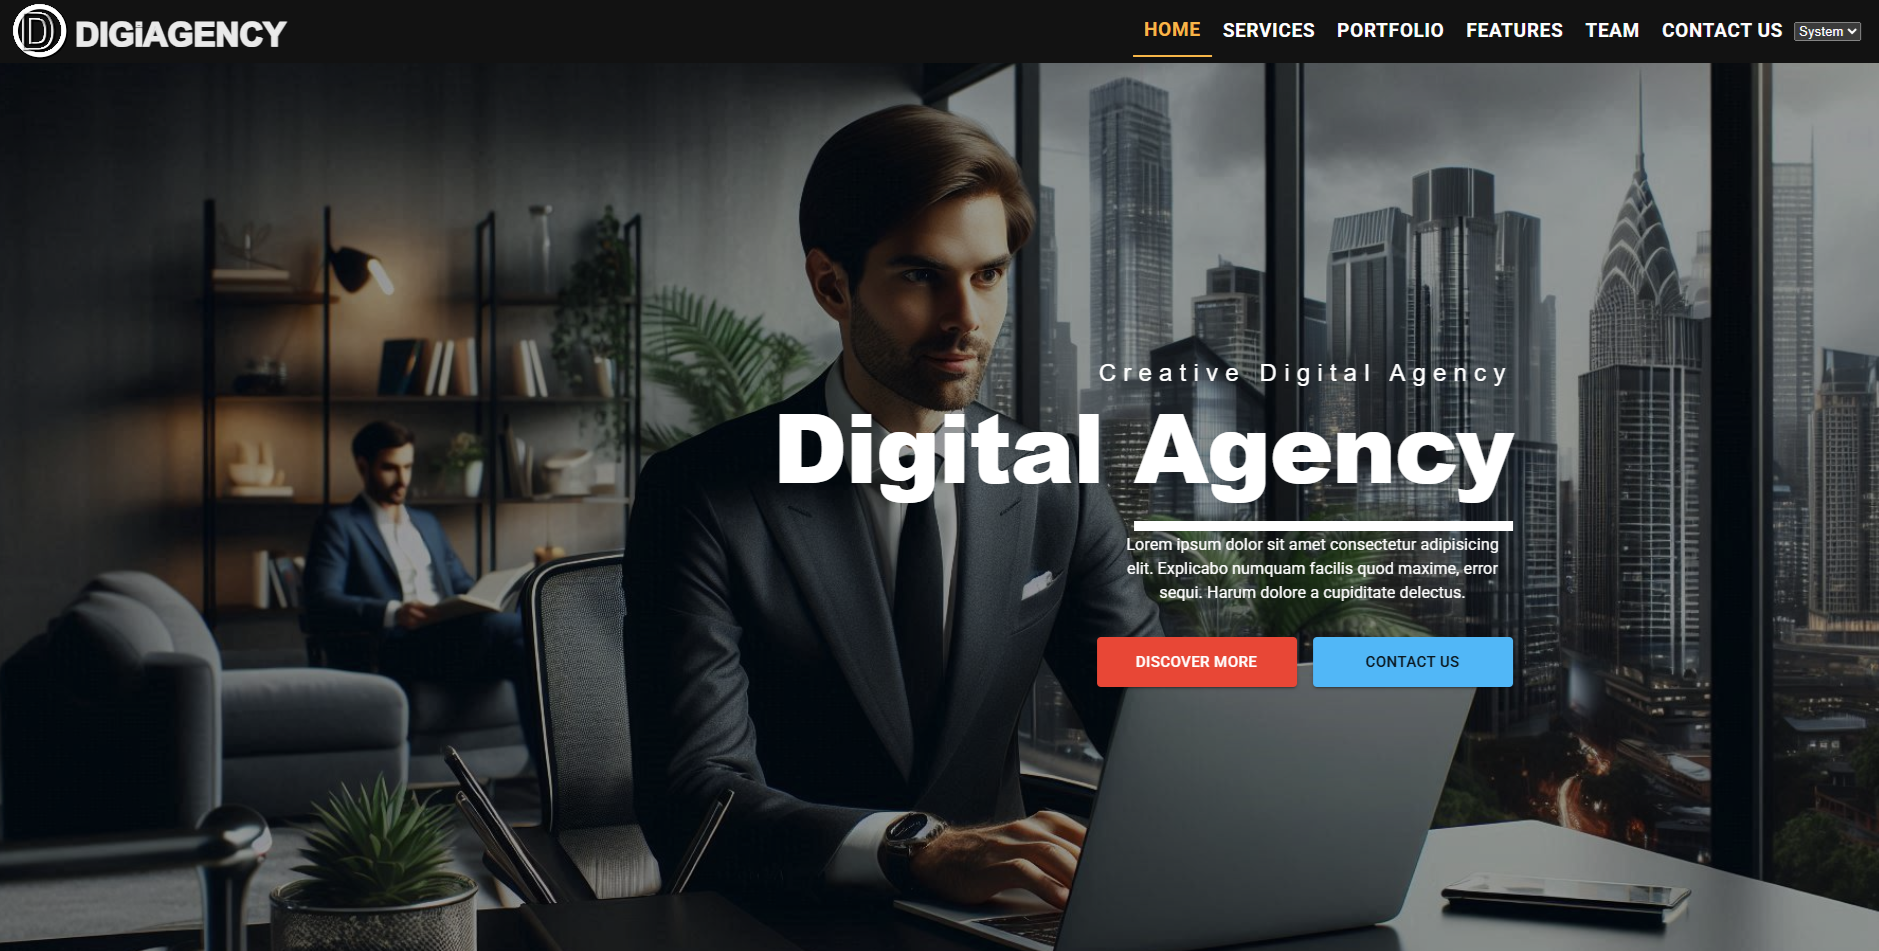 D DIGiAGENCY
HOME SERVICES PORTFOLIO FEATURES TEAM CONTACT US System
Creative Digital Agency
Digital Agency
Lorem ipsum dolor sit amet consectetur adipisicing
elit. Explicabo numquam facilis quod maxime, error
sequi. Harum dolore a cupiditate delectus.
DISCOVER MORE CONTACT US